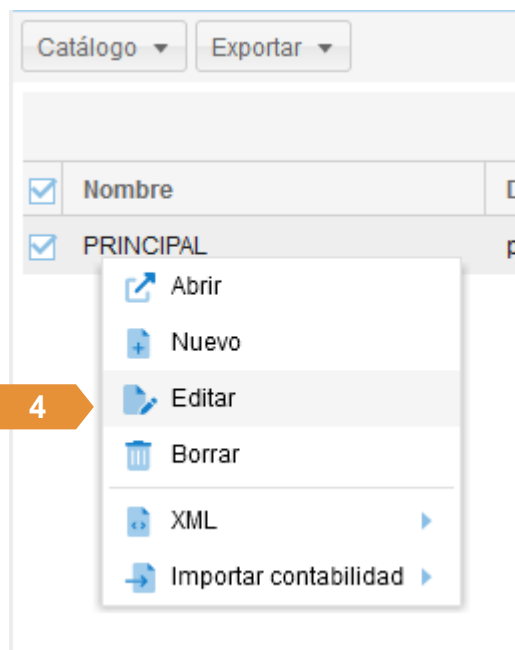 Catálogo Exportar
Nombre D
PRINCIPAL p
Abrir
Nuevo
4 Editar
Borrar
XML
Importar contabilidad